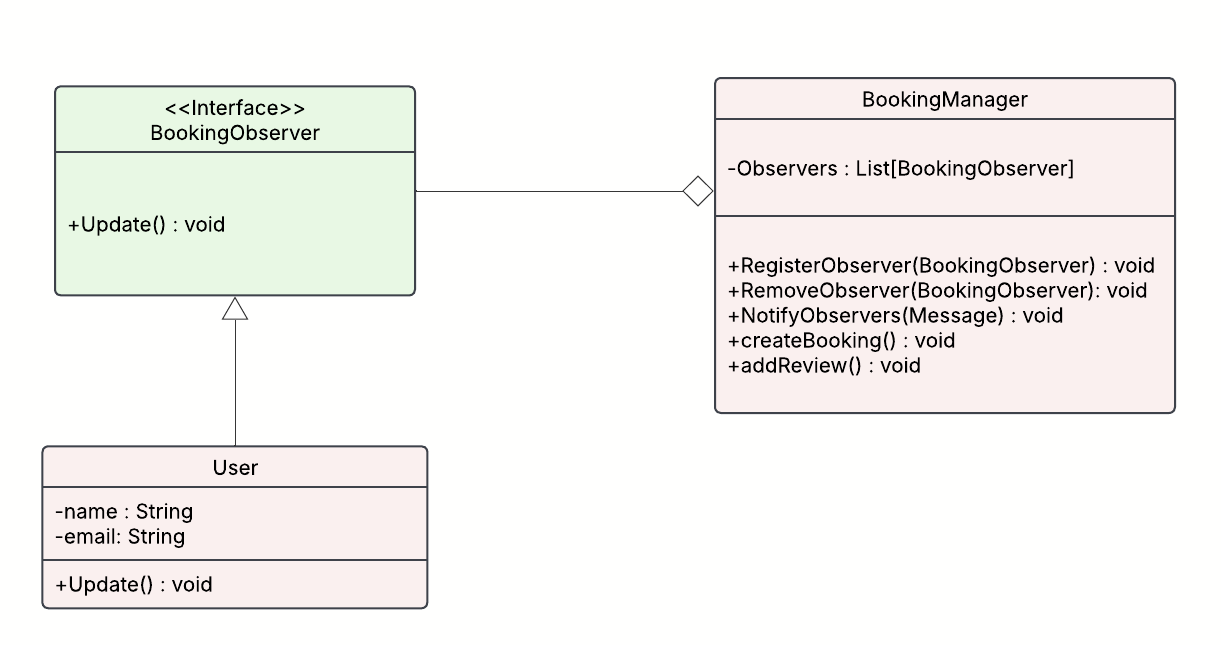 <<Interface>>
BookingObserver
+Update() : void
BookingManager
-Observers : List[BookingObserver]
+RegisterObserver(BookingObserver) : void
+RemoveObserver(BookingObserver): void
+NotifyObservers(Message) : void
+createBooking() : void
+addReview() : void
User
-name : String
-email: String
+Update() : void